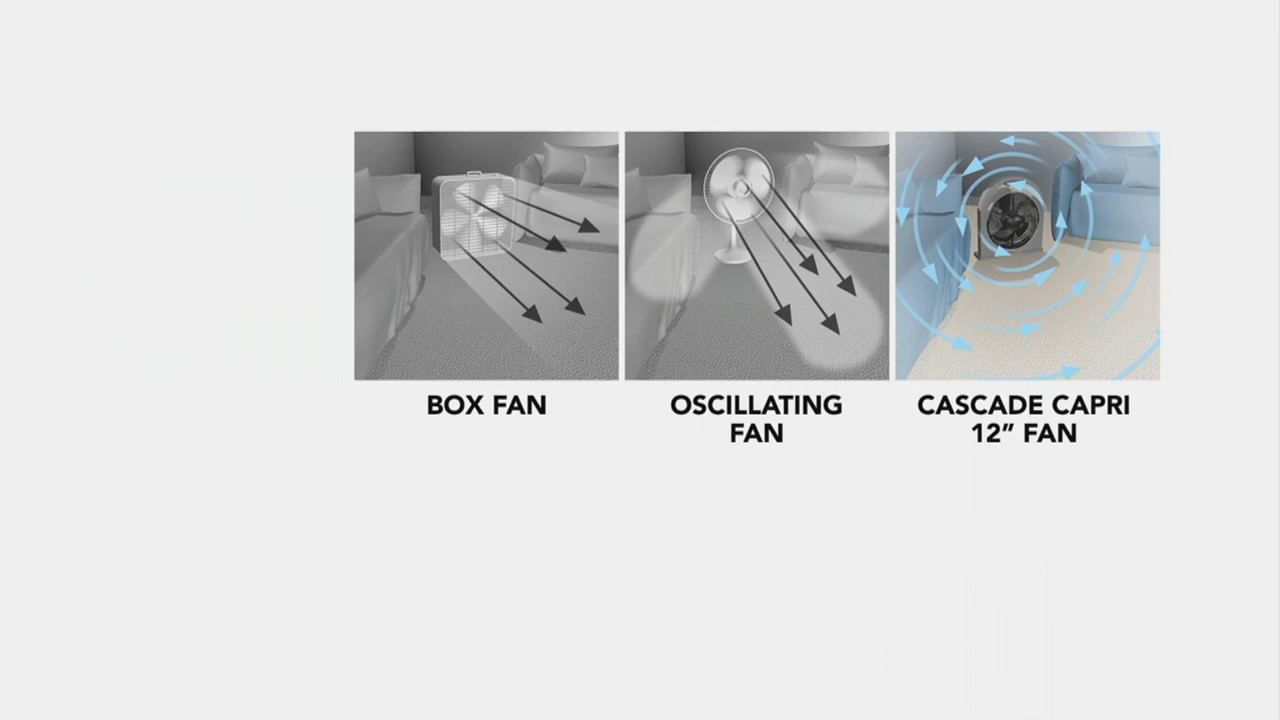 BOX FAN
OSCILLATING
FAN
CASCADE CAPRI
12” FAN